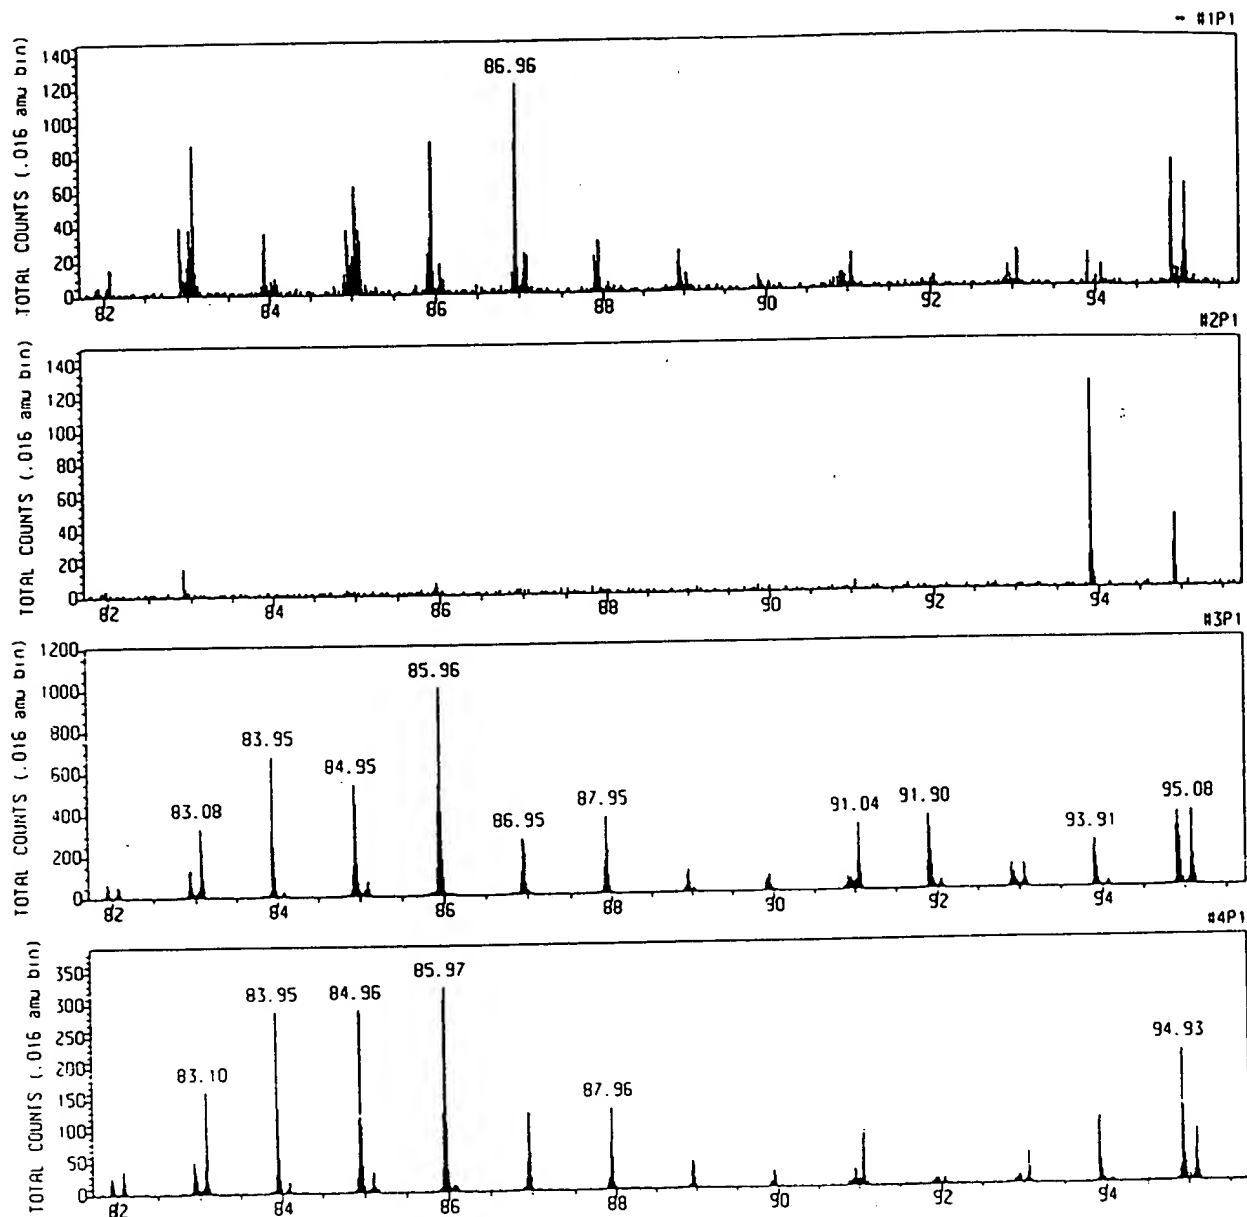 - #1P1
TOTAL COUNTS (.016 amu bin)
140
120
100
80
60
40
20
0
86.96
82 84 86 88 90 92 94
#2P1
TOTAL COUNTS (.016 amu bin)
140
120
100
80
60
40
20
0
82 84 86 88 90 92 94
#3P1
TOTAL COUNTS (.016 amu bin)
1200
1000
800
600
400
200
0
83.08 83.95 84.95 85.96 86.95 87.95 91.04 91.90 93.91 95.08
82 84 86 88 90 92 94
#4P1
TOTAL COUNTS (.016 amu bin)
350
300
250
200
150
100
50
0
83.10 83.95 84.96 85.97 87.96 94.93
82 84 86 88 90 92 94